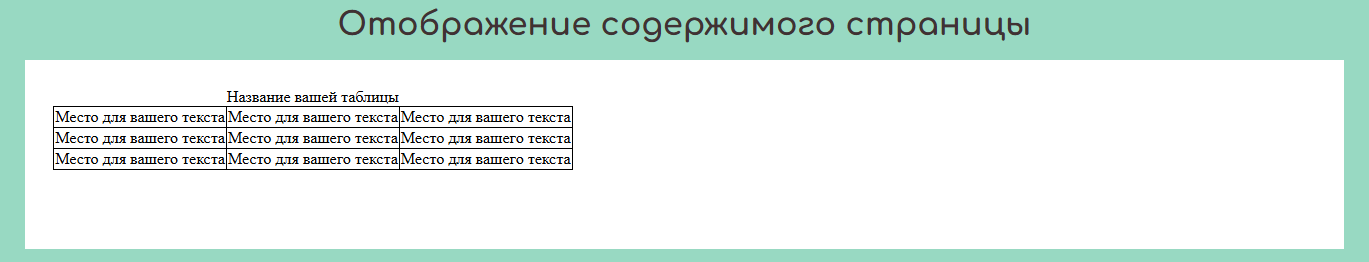 Отображение содержимого страницы
Название вашей таблицы
Место для вашего текста Место для вашего текста Место для вашего текста
Место для вашего текста Место для вашего текста Место для вашего текста
Место для вашего текста Место для вашего текста Место для вашего текста